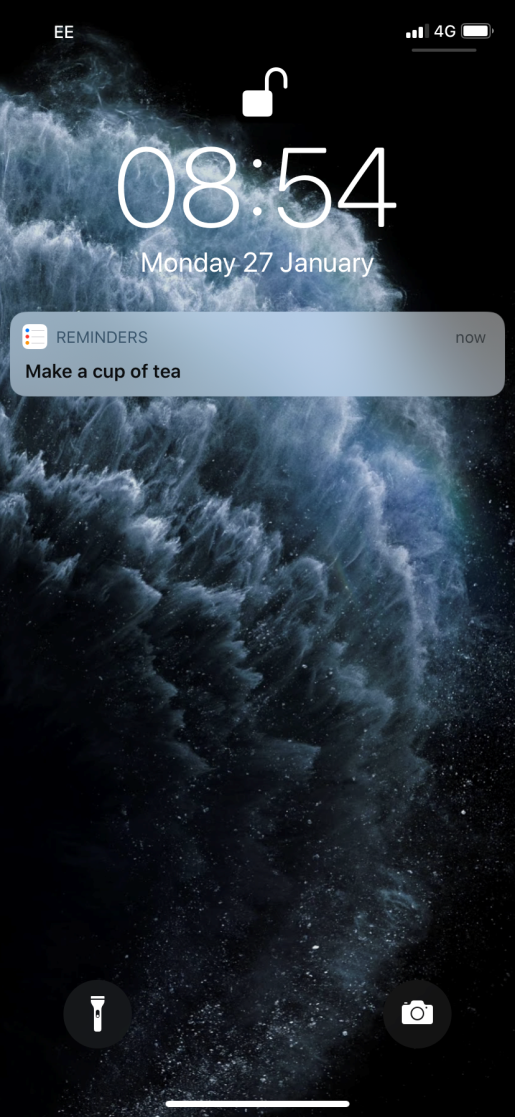 EE
4G
08:54
Monday 27 January
REMINDERS
now
Make a cup of tea